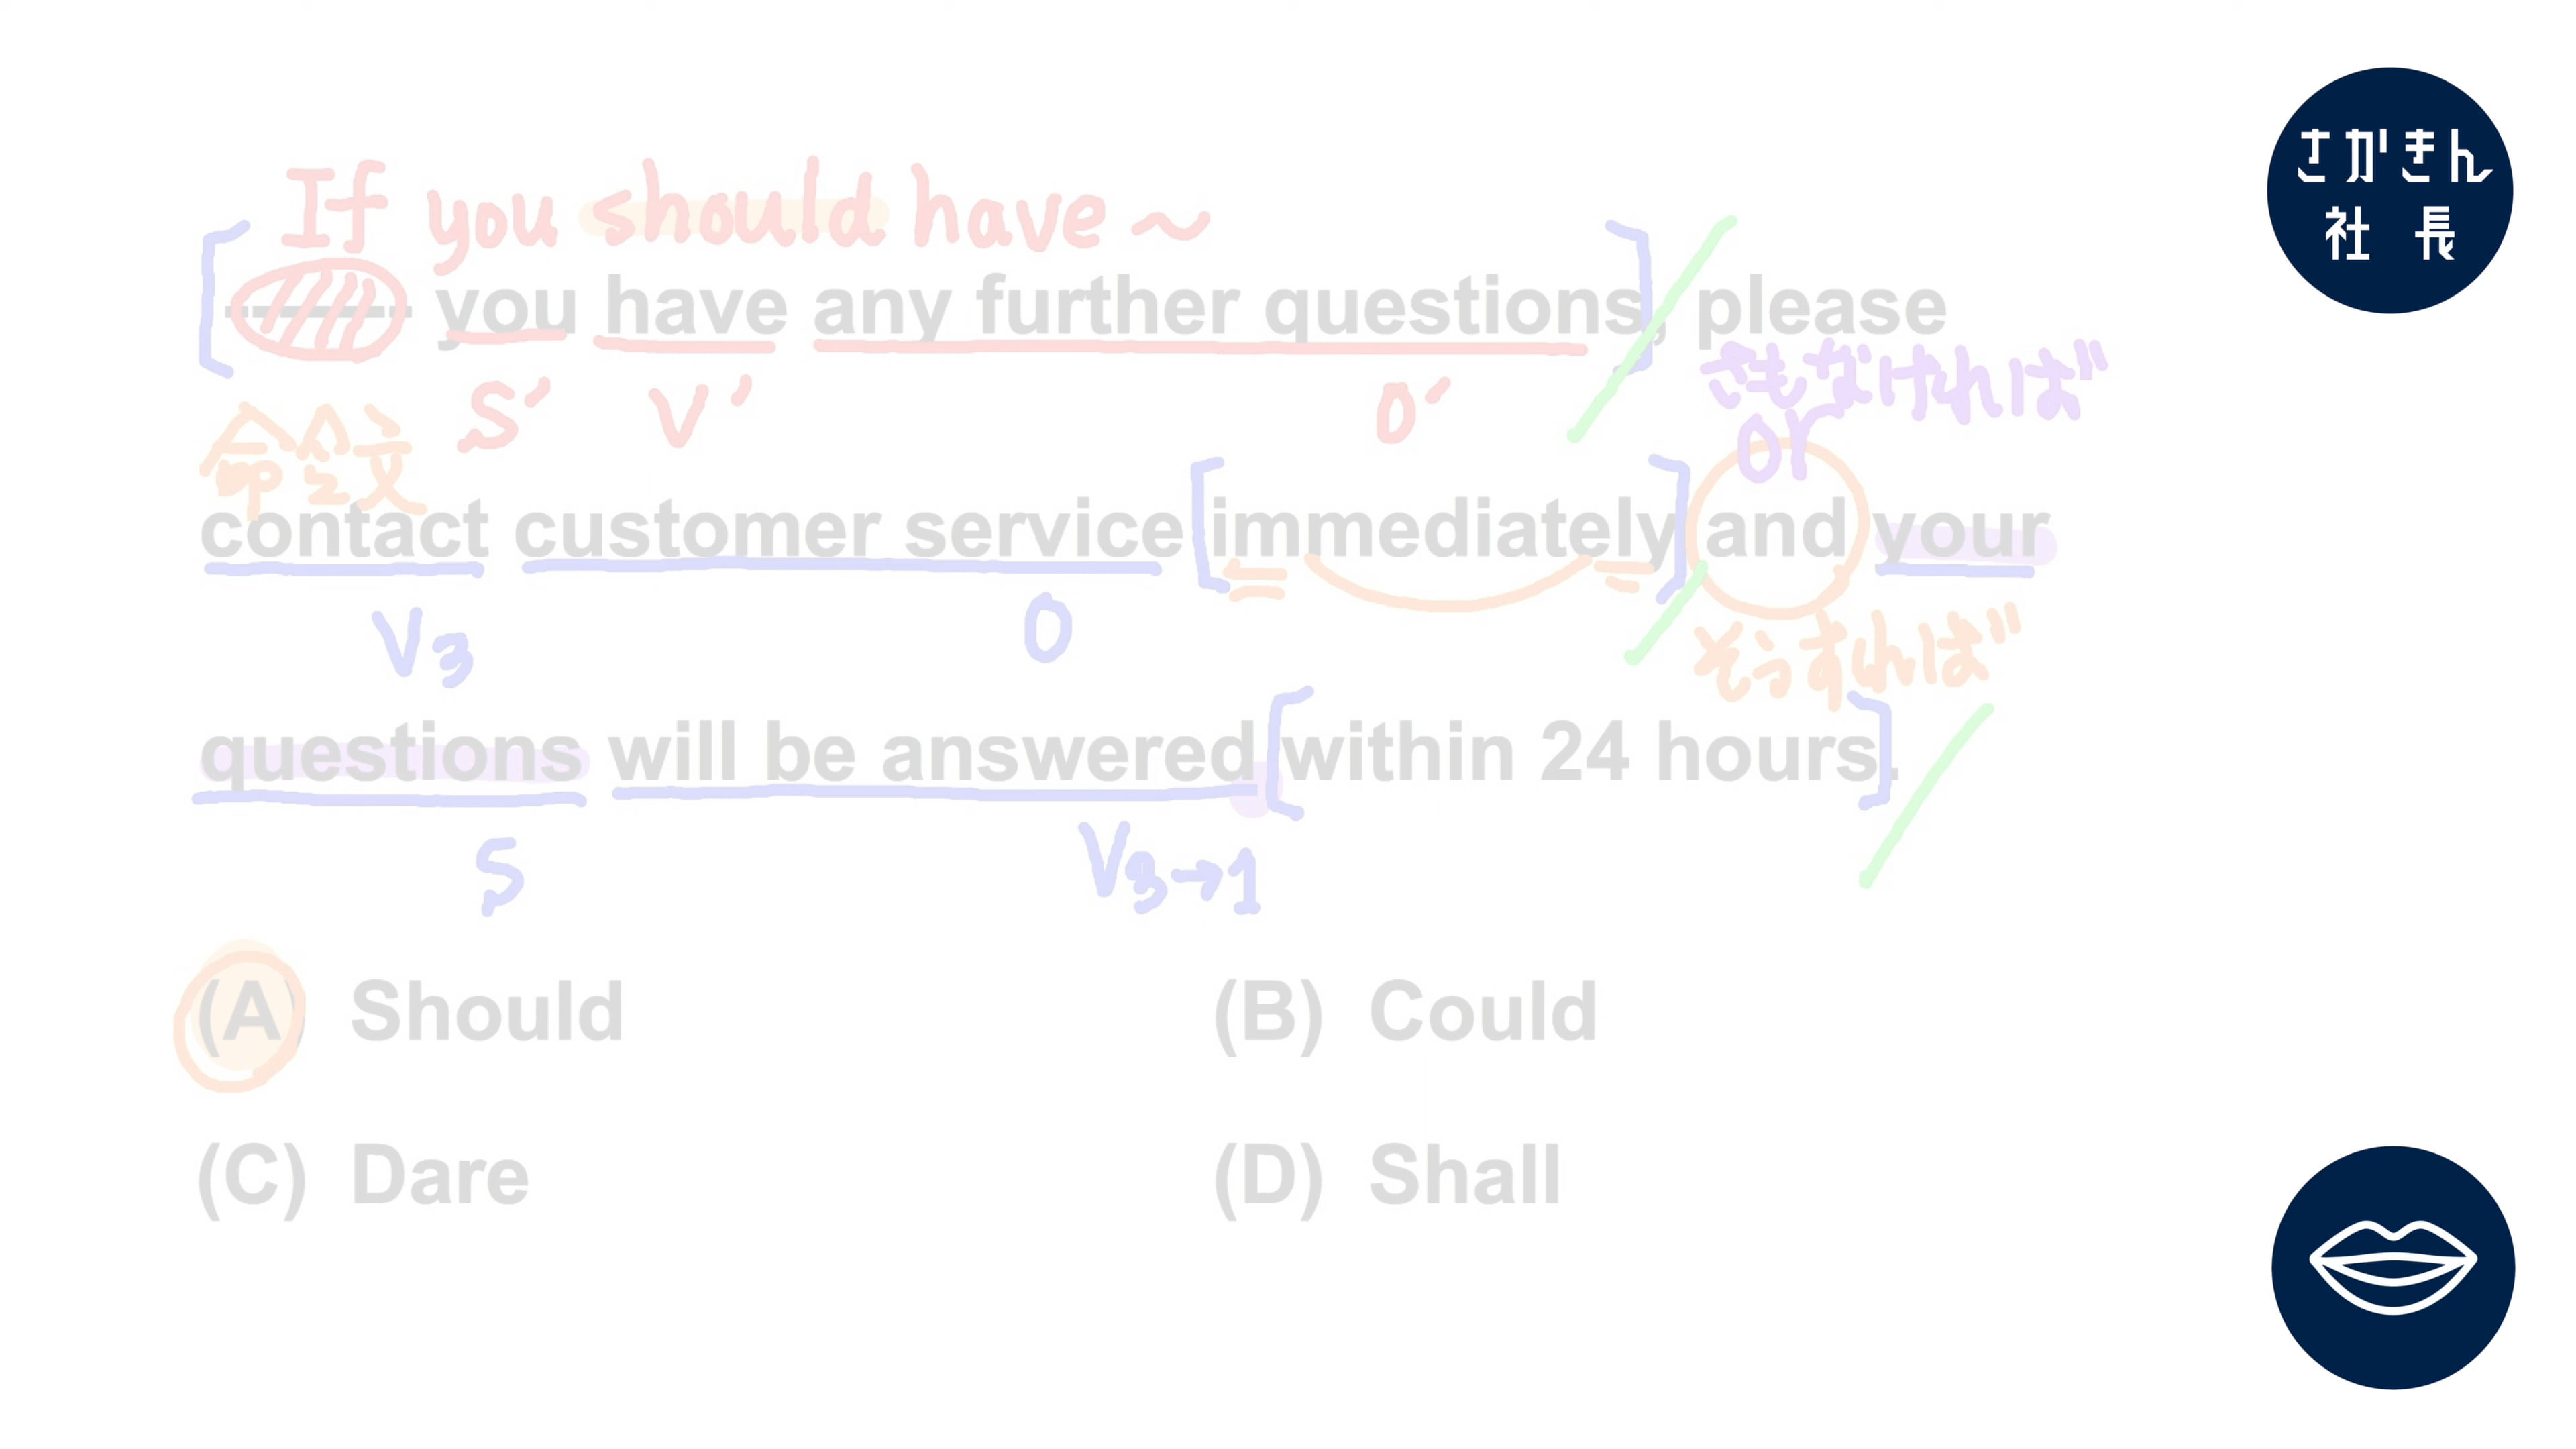 さかきん
社長
If you should have ~
------- you have any further questions, please
S' V' O' さもなければ
命令文 or
contact customer service immediately and your
V3 O そうすれば
questions will be answered within 24 hours.
S V3→1
(A) Should (B) Could
(C) Dare (D) Shall